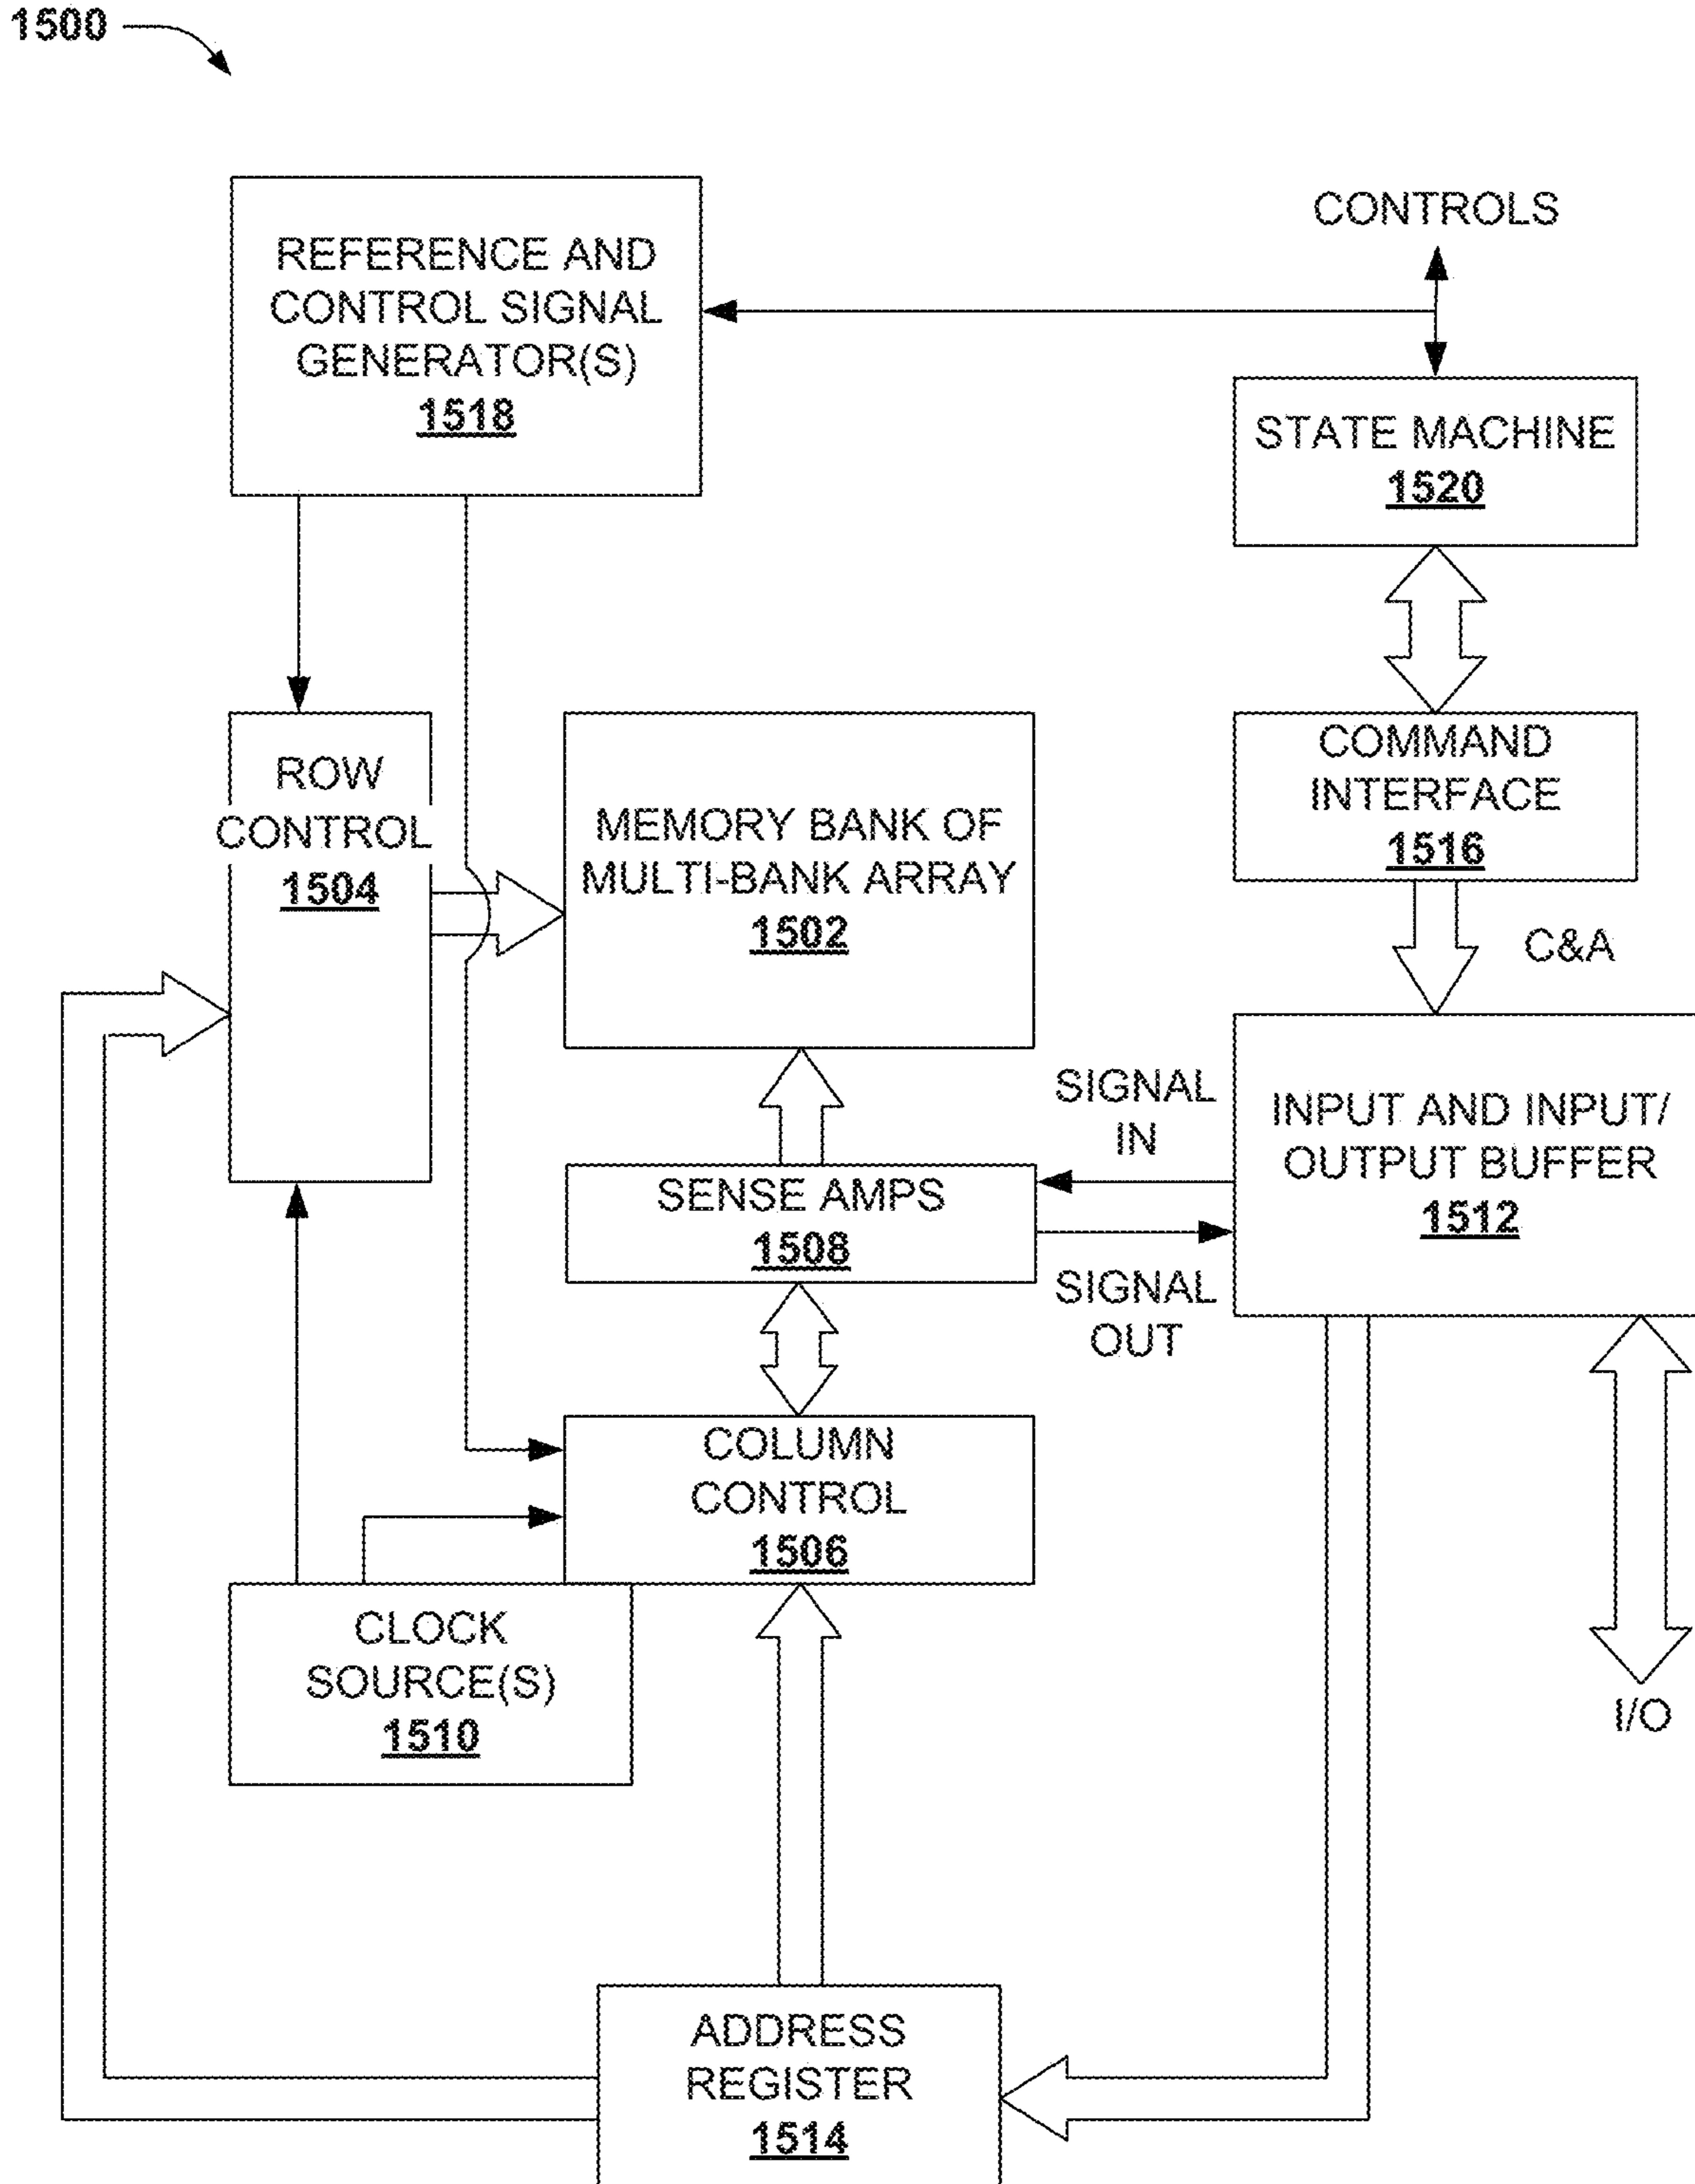 1500
REFERENCE AND
CONTROL SIGNAL
GENERATOR(S)
1518
CONTROLS
STATE MACHINE
1520
ROW
CONTROL
1504
MEMORY BANK OF
MULTI-BANK ARRAY
1502
COMMAND
INTERFACE
1516
C&A
SIGNAL
IN
INPUT AND INPUT/
OUTPUT BUFFER
1512
SENSE AMPS
1508
SIGNAL
OUT
COLUMN
CONTROL
1506
CLOCK
SOURCE(S)
1510
I/O
ADDRESS
REGISTER
1514